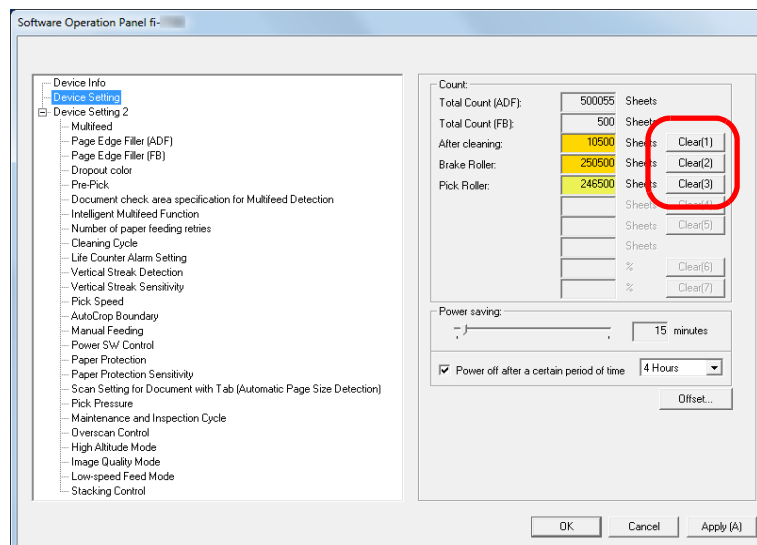 Software Operation Panel fi-
Device Info
Device Setting
Device Setting 2
Multifeed
Page Edge Filler (ADF)
Page Edge Filler (FB)
Dropout color
Pre-Pick
Document check area specification for Multifeed Detection
Intelligent Multifeed Function
Number of paper feeding retries
Cleaning Cycle
Life Counter Alarm Setting
Vertical Streak Detection
Vertical Streak Sensitivity
Pick Speed
AutoCrop Boundary
Manual Feeding
Power SW Control
Paper Protection
Paper Protection Sensitivity
Scan Setting for Document with Tab (Automatic Page Size Detection)
Pick Pressure
Maintenance and Inspection Cycle
Overscan Control
High Altitude Mode
Image Quality Mode
Low-speed Feed Mode
Stacking Control
Count:
Total Count (ADF): 500055 Sheets
Total Count (FB): 500 Sheets
After cleaning: 10500 Sheets Clear(1)
Brake Roller: 250500 Sheets Clear(2)
Pick Roller: 246500 Sheets Clear(3)
Sheets Clear(4)
Sheets Clear(5)
Sheets
% Clear(6)
% Clear(7)
Power saving:
15 minutes
Power off after a certain period of time 4 Hours
Offset...
OK Cancel Apply (A)